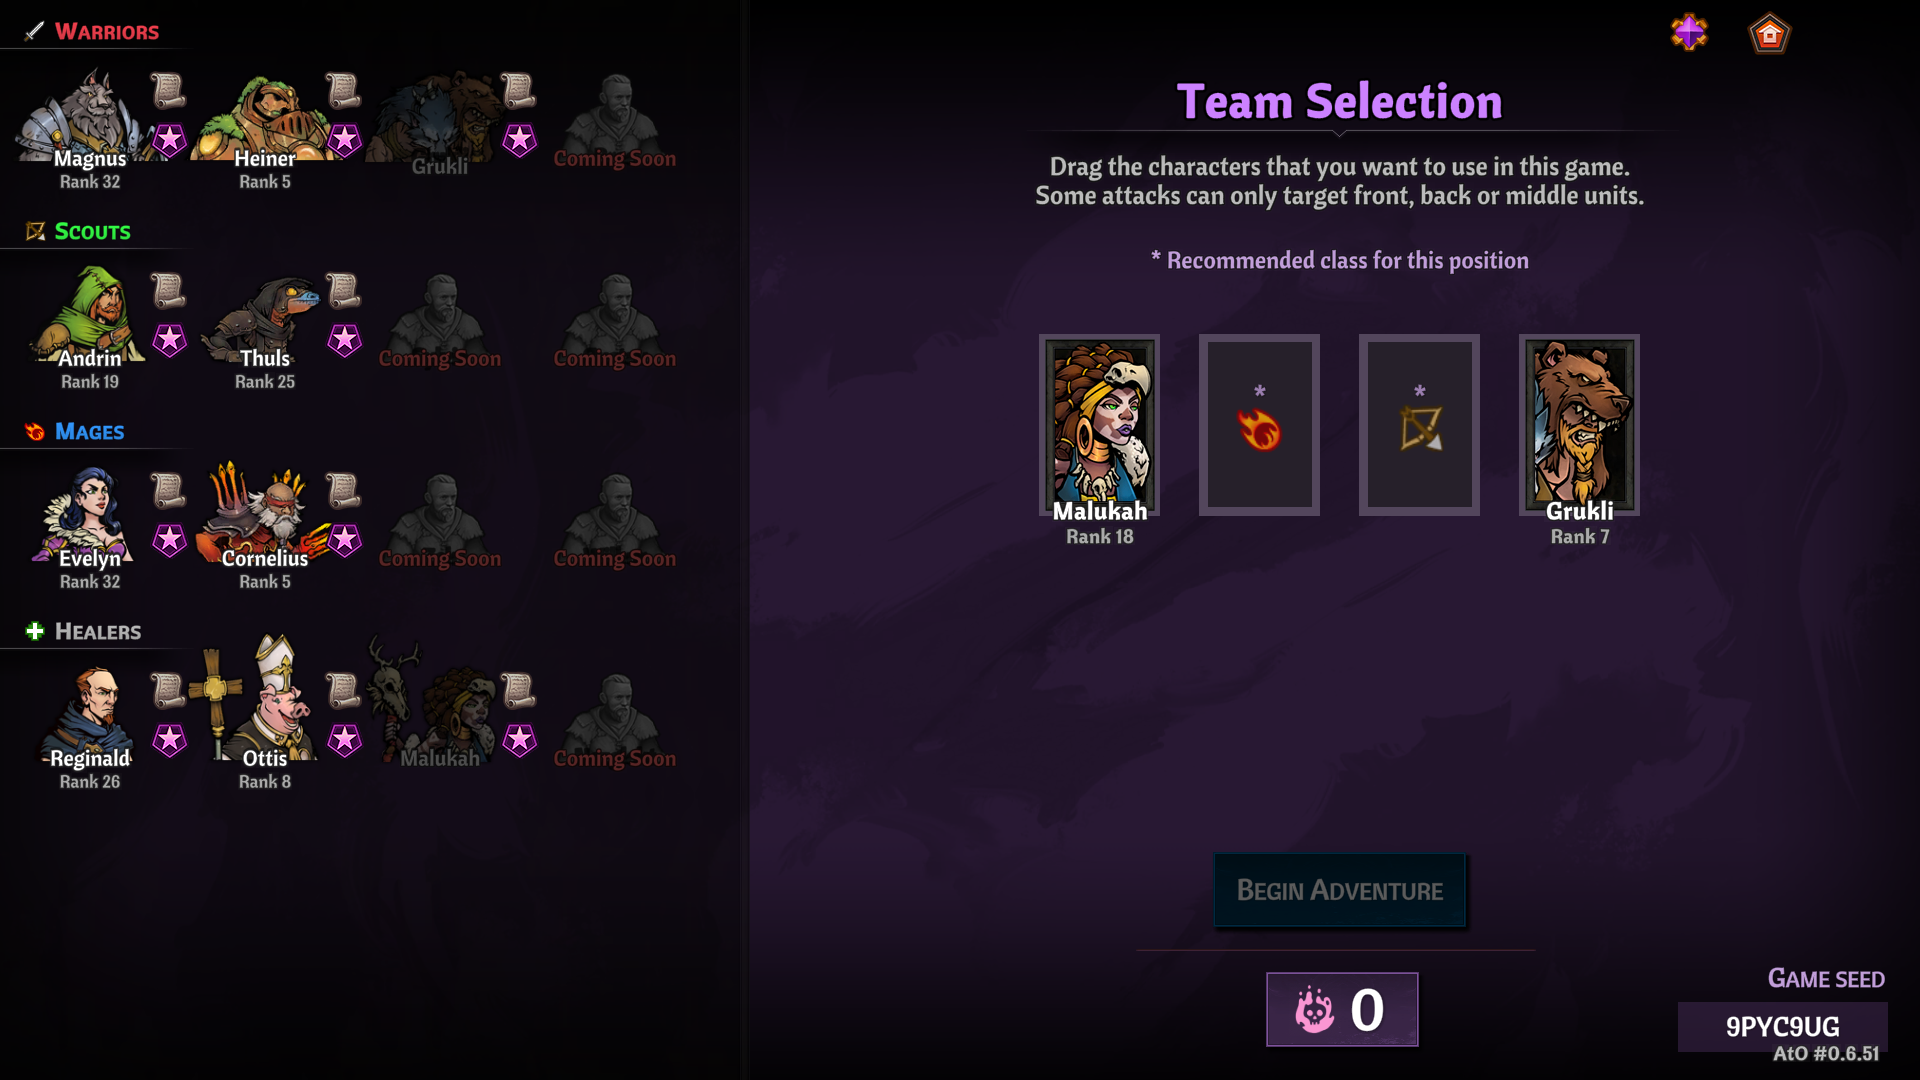 WARRIORS
Magnus
Rank 32
Heiner
Rank 5
Grukli
Coming Soon
SCOUTS
Andrin
Rank 19
Thuls
Rank 25
Coming Soon
Coming Soon
MAGES
Evelyn
Rank 32
Cornelius
Rank 5
Coming Soon
Coming Soon
HEALERS
Reginald
Rank 26
Ottis
Rank 8
Malukah
Coming Soon
Team Selection
Drag the characters that you want to use in this game.
Some attacks can only target front, back or middle units.
* Recommended class for this position
Malukah
Rank 18
*
*
Grukli
Rank 7
BEGIN ADVENTURE
0
GAME SEED
9PYC9UG
AtO #0.6.51